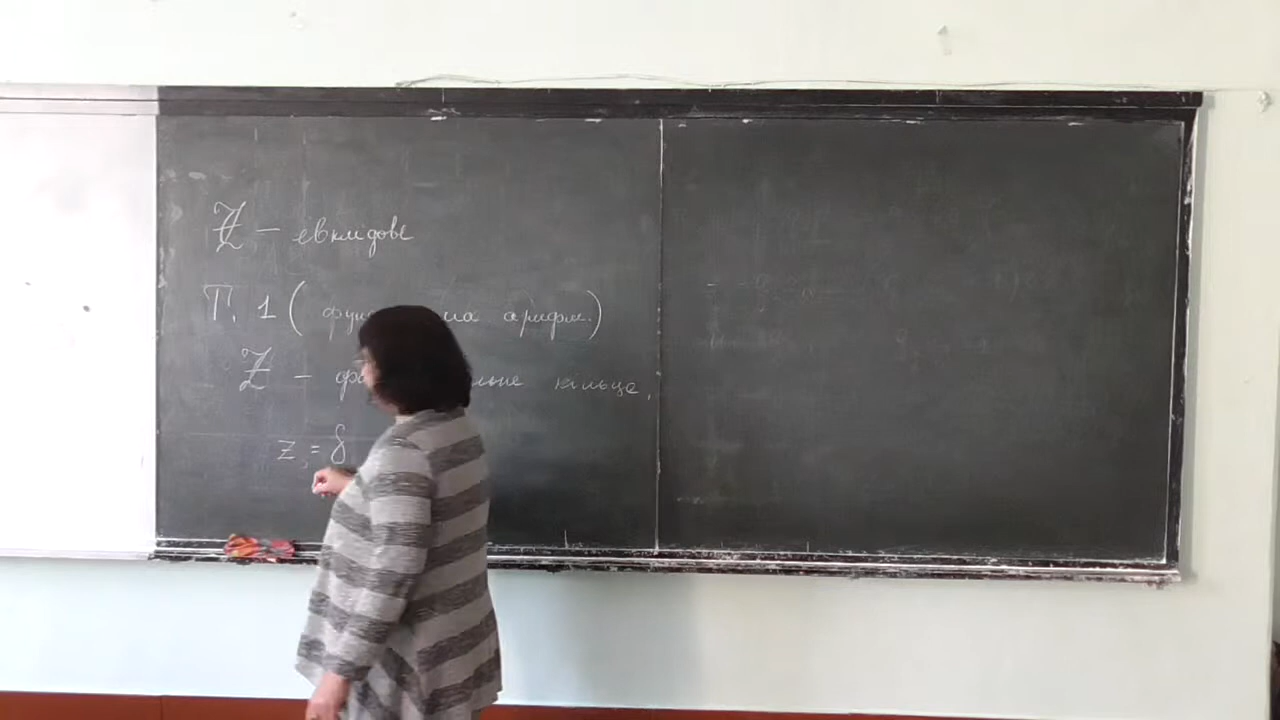 ℤ – евклідове
Т. 1 ( арифм.)
ℤ – кільце,
z = δ